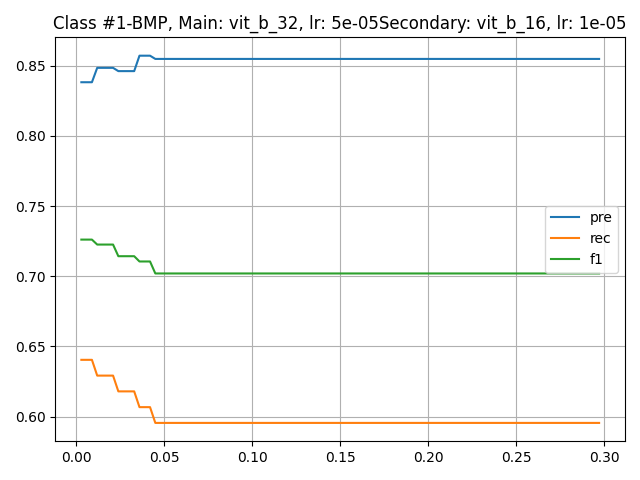 Class #1-BMP, Main: vit_b_32, lr: 5e-05Secondary: vit_b_16, lr: 1e-05
0.85
0.80
0.75
0.70
0.65
0.60
pre
rec
f1
0.00 0.05 0.10 0.15 0.20 0.25 0.30